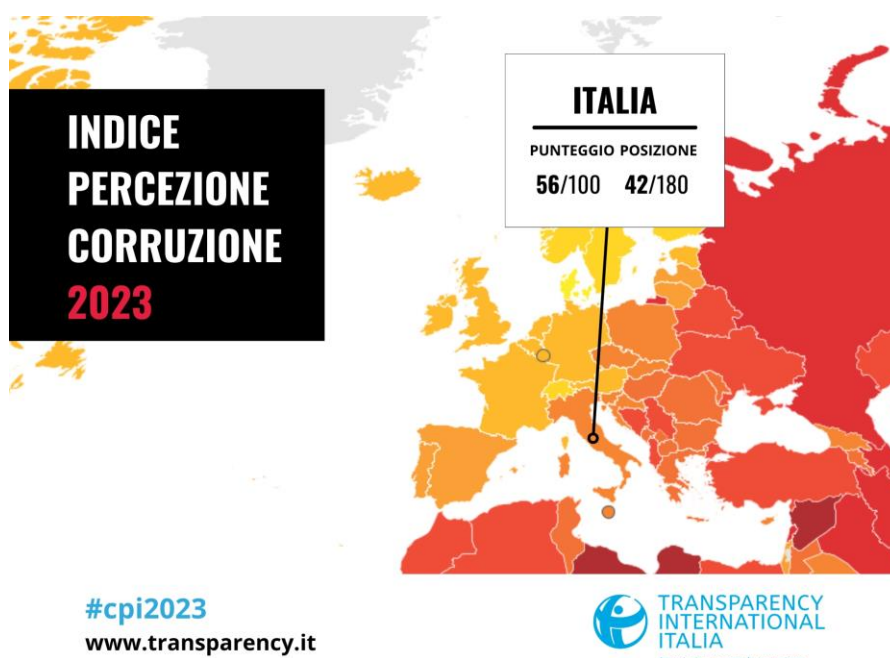 INDICE
PERCEZIONE
CORRUZIONE
2023
ITALIA
PUNTEGGIO POSIZIONE
56/100 42/180
#cpi2023
www.transparency.it
TRANSPARENCY
INTERNATIONAL
ITALIA